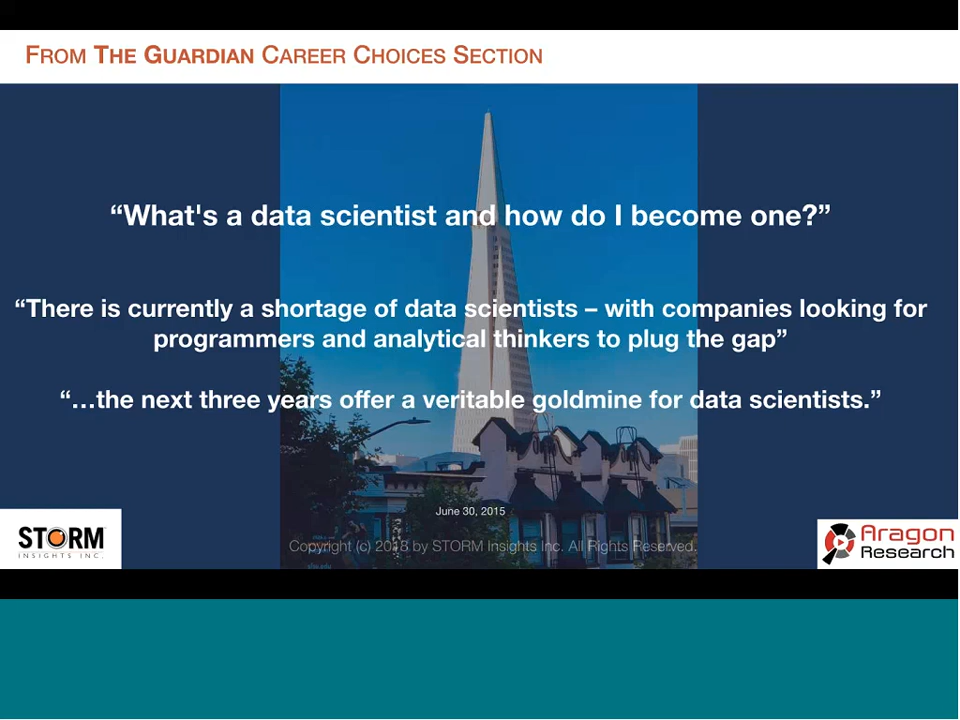 FROM THE GUARDIAN CAREER CHOICES SECTION
“What's a data scientist and how do I become one?”
“There is currently a shortage of data scientists – with companies looking for
programmers and analytical thinkers to plug the gap”
“…the next three years offer a veritable goldmine for data scientists.”
June 30, 2015
Copyright (c) 2018 by STORM Insights Inc. All Rights Reserved.
STORM
INSIGHTS INC.
Aragon
Research